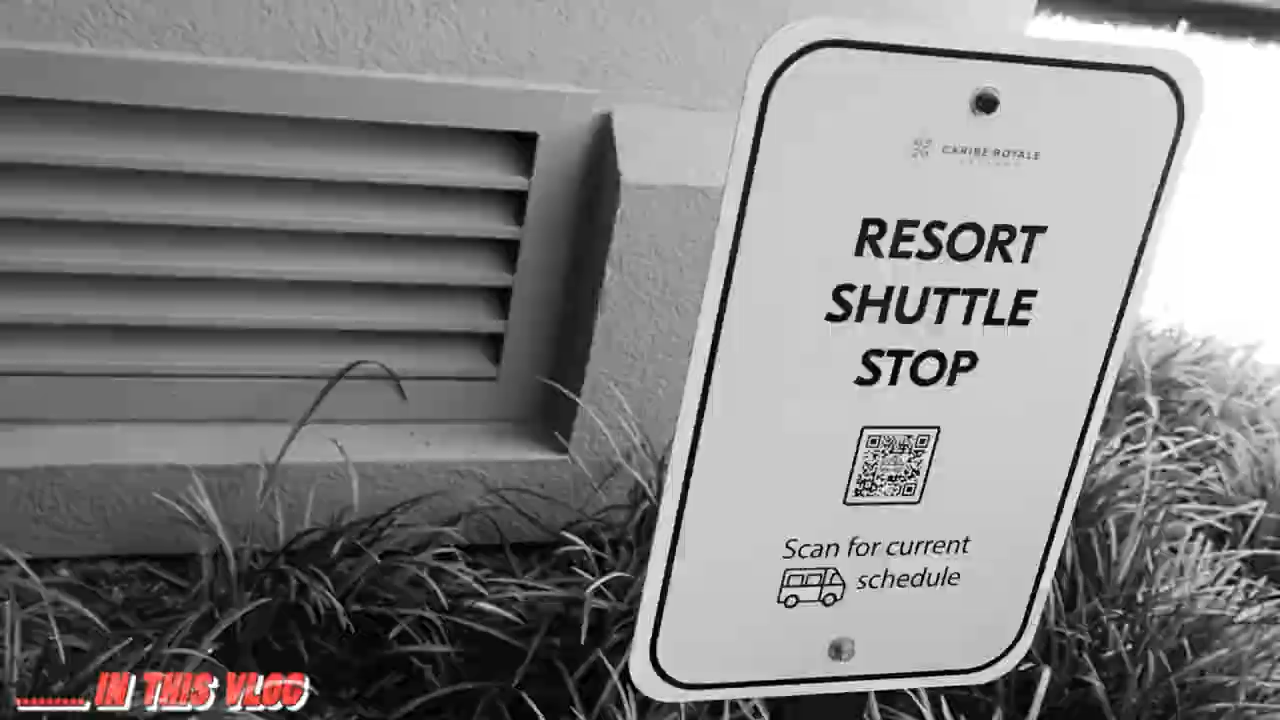 CARIBE ROYALE
RESORT
SHUTTLE
STOP
Scan for current
schedule
........ IN THIS VLOG